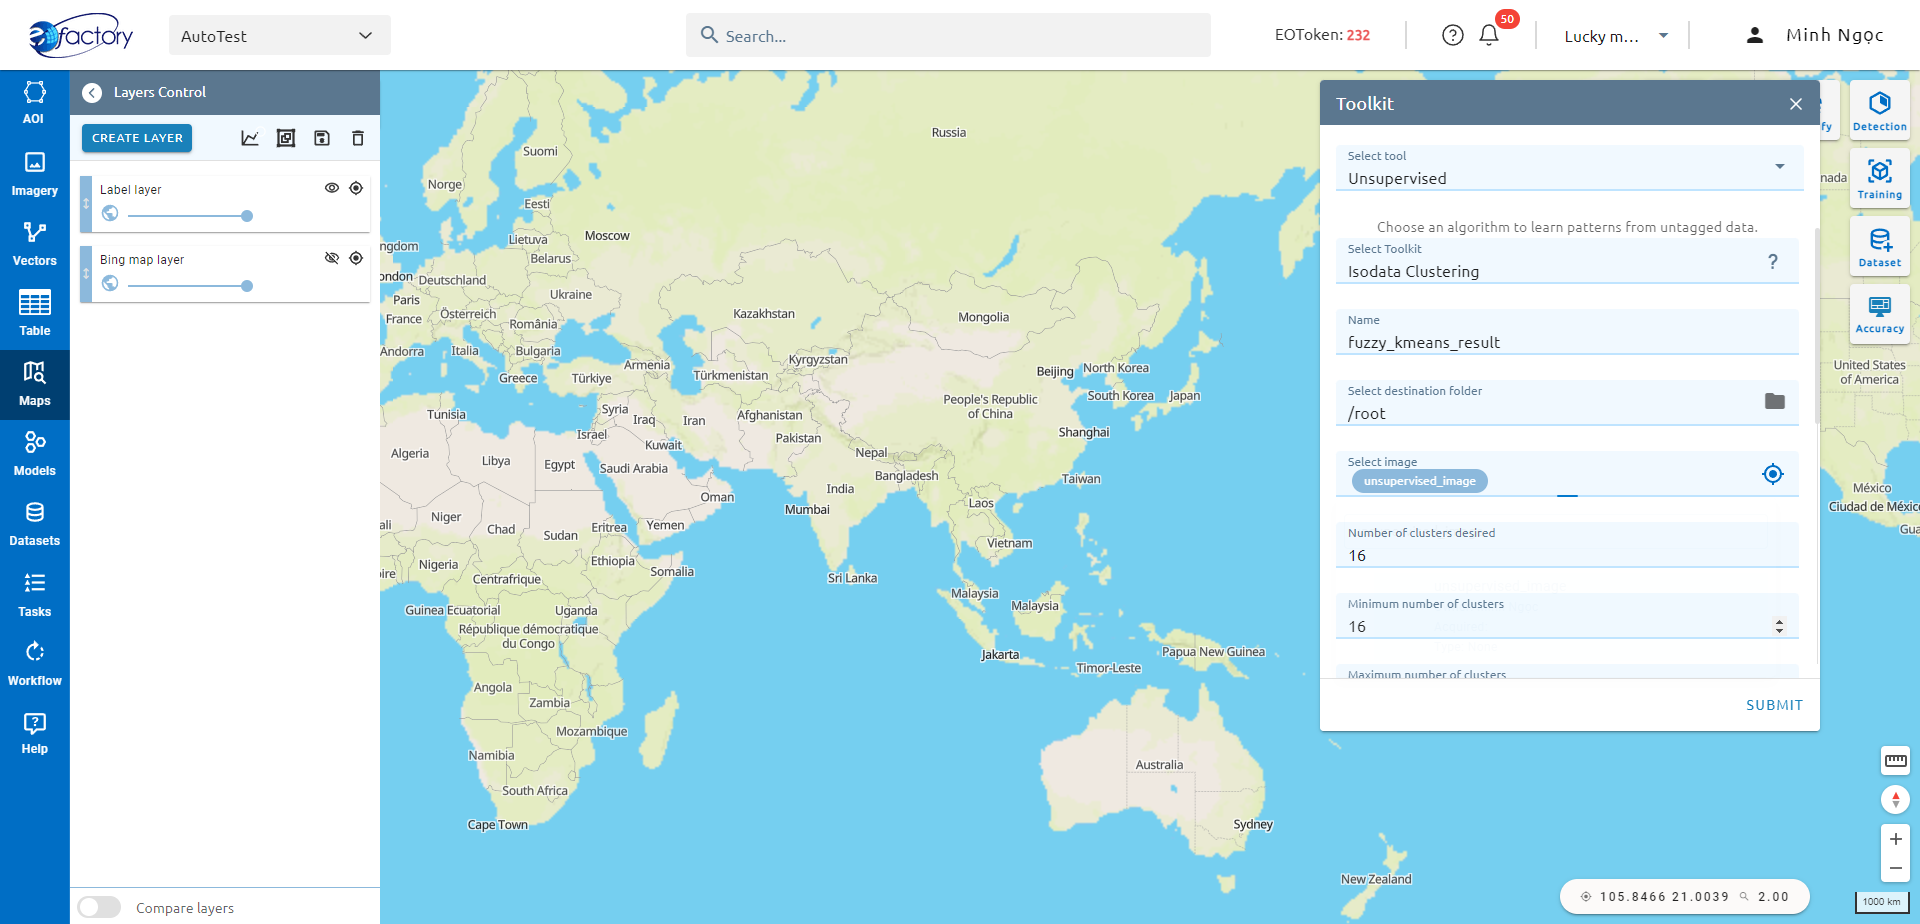 eofactory
AutoTest
Search...
EOToken: 232
50
Lucky m...
Minh Ngọc
AOI
Imagery
Vectors
Table
Maps
Models
Datasets
Tasks
Workflow
Help
Layers Control
CREATE LAYER
Label layer
Bing map layer
Compare layers
Russia
Suomi
Norge
Eesti
Lietuva
Moscow
ngdom
Belarus
ondon
Deutschland
Paris
Ukraine
France
Österreich
România
Kazakhstan
Mongolia
Andorra
Italia
Bulgaria
Kyrgyzstan
Armenia
Greece
Türkiye
Türkmenistan
Beijing
North Korea
Tunisia
Syria
Iraq
Iran
Afghanistan
People's Republic
of China
South Korea
Japan
Israel
Kuwait
Pakistan
Shanghai
Algeria
Libya
Egypt
Saudi Arabia
Nepal
Bangladesh
Taiwan
Oman
India
Mumbai
Laos
ali
Niger
Chad
Sudan
Eritrea
Yemen
Vietnam
Nigeria
Ethiopia
ire
Centrafrique
Somalia
Sri Lanka
Malaysia
Malaysia
Guinea Ecuatorial
Uganda
République démocratique
du Congo
Jakarta
Timor-Leste
Papua New Guinea
Angola
Zambia
Mozambique
Namibia
South Africa
Cape Town
Australia
Sydney
New Zealand
Toolkit
Select tool
Unsupervised
Choose an algorithm to learn patterns from untagged data.
Select Toolkit
Isodata Clustering
?
Name
fuzzy_kmeans_result
Select destination folder
/root
Select image
unsupervised_image
Number of clusters desired
16
Minimum number of clusters
16
Maximum number of clusters
SUBMIT
fy
Detection
nada
Training
Dataset
Accuracy
United States
of America
México
Ciudad de Méxic
Gua
105.8466 21.0039
2.00
1000 km